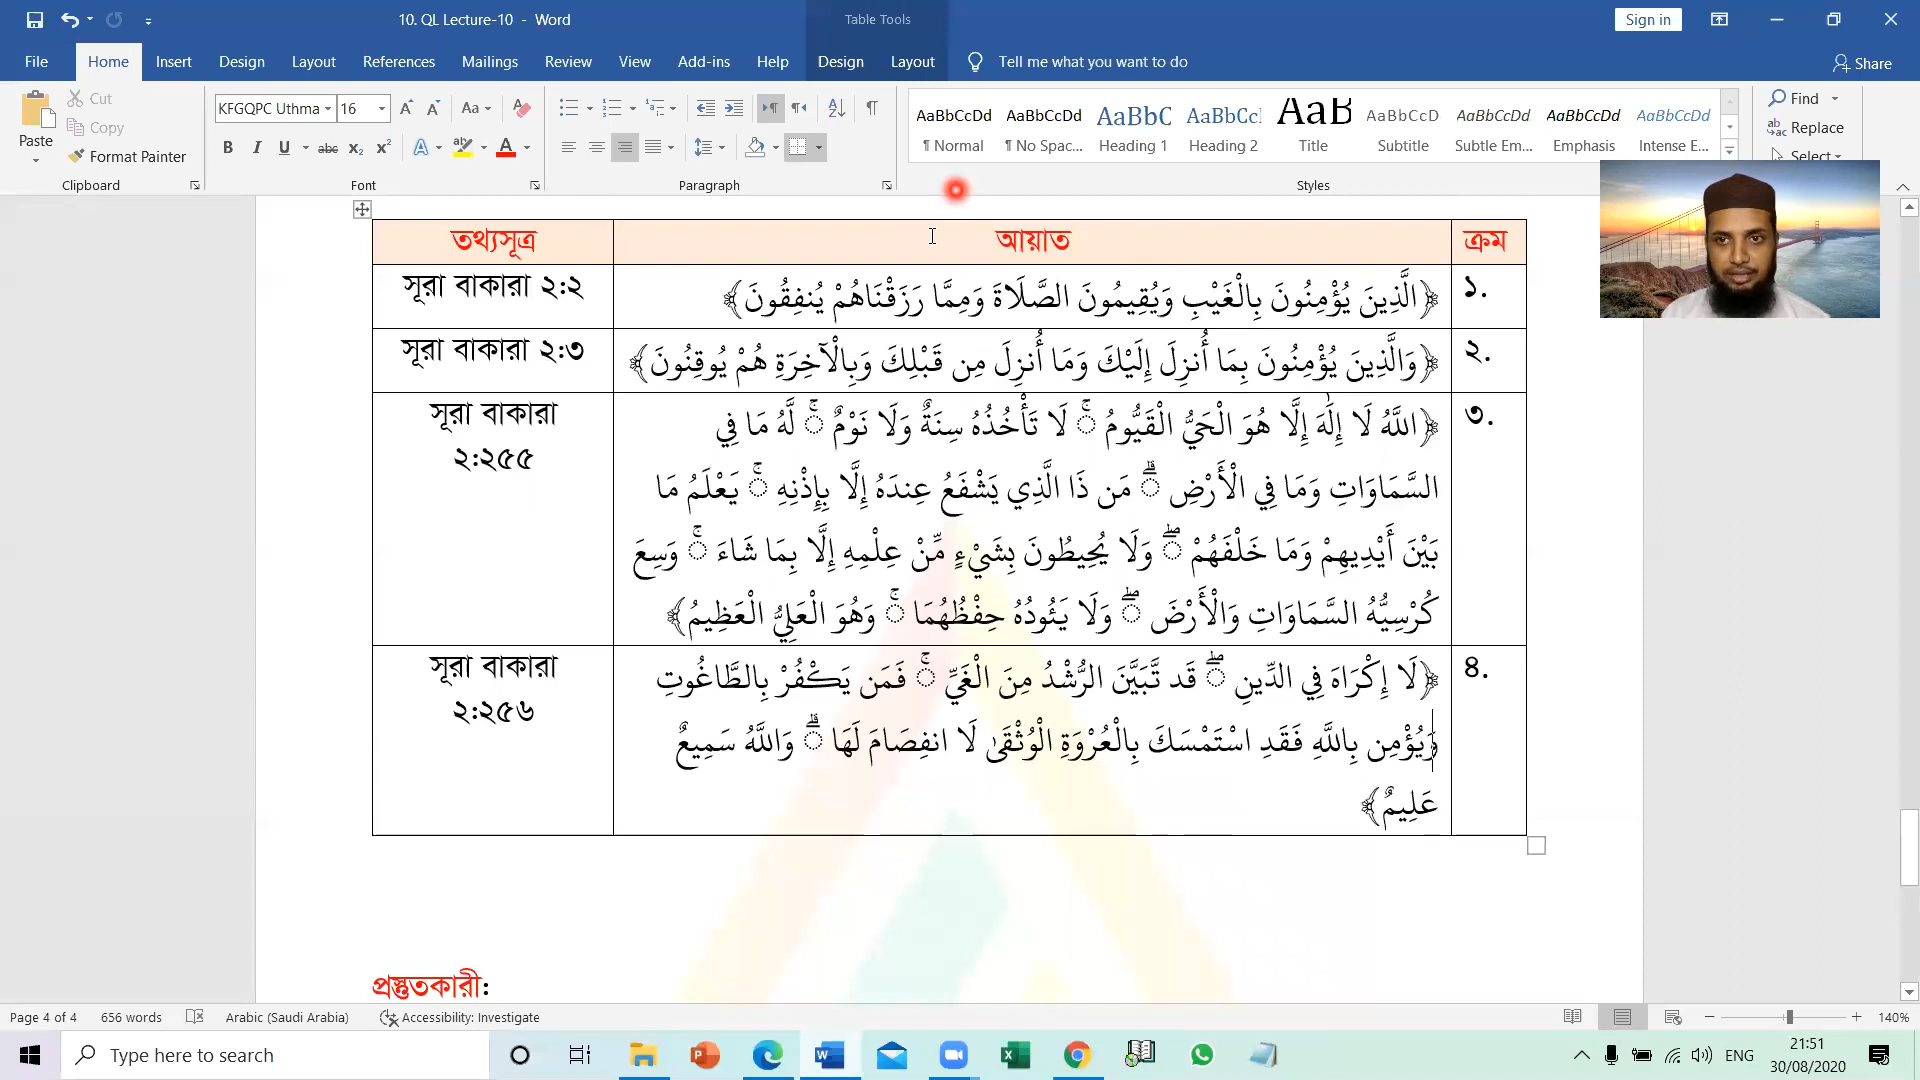 10. QL Lecture-10 - Word
Table Tools
Sign in
File Home Insert Design Layout References Mailings Review View Add-ins Help Design Layout Tell me what you want to do Share
Paste
Cut
Copy
Format Painter
Clipboard
KFGQPC Uthma 16
Font
Paragraph
AaBbCcDd AaBbCcDd AaBbC AaBbCcl AaB AaBbCcD AaBbCcDd AaBbCcDd AaBbCcDd
¶ Normal ¶ No Spac... Heading 1 Heading 2 Title Subtitle Subtle Em... Emphasis Intense E...
Styles
Find
Replace
Select
তথ্যসূত্র আয়াত ক্রম
সূরা বাকারা ২:২
﴿الَّذِينَ يُؤْمِنُونَ بِالْغَيْبِ وَيُقِيمُونَ الصَّلَاةَ وَمِمَّا رَزَقْنَاهُمْ يُنفِقُونَ﴾
১.
সূরা বাকারা ২:৩
﴿وَالَّذِينَ يُؤْمِنُونَ بِمَا أُنزِلَ إِلَيْكَ وَمَا أُنزِلَ مِن قَبْلِكَ وَبِالْآخِرَةِ هُمْ يُوقِنُونَ﴾
২.
সূরা বাকারা
২:২৫৫
﴿اللَّهُ لَا إِلَٰهَ إِلَّا هُوَ الْحَيُّ الْقَيُّومُ ۚ لَا تَأْخُذُهُ سِنَةٌ وَلَا نَوْمٌ ۚ لَّهُ مَا فِي
السَّمَاوَاتِ وَمَا فِي الْأَرْضِ ۗ مَن ذَا الَّذِي يَشْفَعُ عِندَهُ إِلَّا بِإِذْنِهِ ۚ يَعْلَمُ مَا
بَيْنَ أَيْدِيهِمْ وَمَا خَلْفَهُمْ ۖ وَلَا يُحِيطُونَ بِشَيْءٍ مِّنْ عِلْمِهِ إِلَّا بِمَا شَاءَ ۚ وَسِعَ
كُرْسِيُّهُ السَّمَاوَاتِ وَالْأَرْضَ ۖ وَلَا يَئُودُهُ حِفْظُهُمَا ۚ وَهُوَ الْعَلِيُّ الْعَظِيمُ﴾
৩.
সূরা বাকারা
২:২৫৬
﴿لَا إِكْرَاهَ فِي الدِّينِ ۖ قَد تَّبَيَّنَ الرُّشْدُ مِنَ الْغَيِّ ۚ فَمَن يَكْفُرْ بِالطَّاغُوتِ
وَيُؤْمِن بِاللَّهِ فَقَدِ اسْتَمْسَكَ بِالْعُرْوَةِ الْوُثْقَىٰ لَا انفِصَامَ لَهَا ۗ وَاللَّهُ سَمِيعٌ
عَلِيمٌ﴾
৪.
প্রস্তুতকারী:
Page 4 of 4 656 words Arabic (Saudi Arabia) Accessibility: Investigate 140%
Type here to search
ENG
21:51
30/08/2020